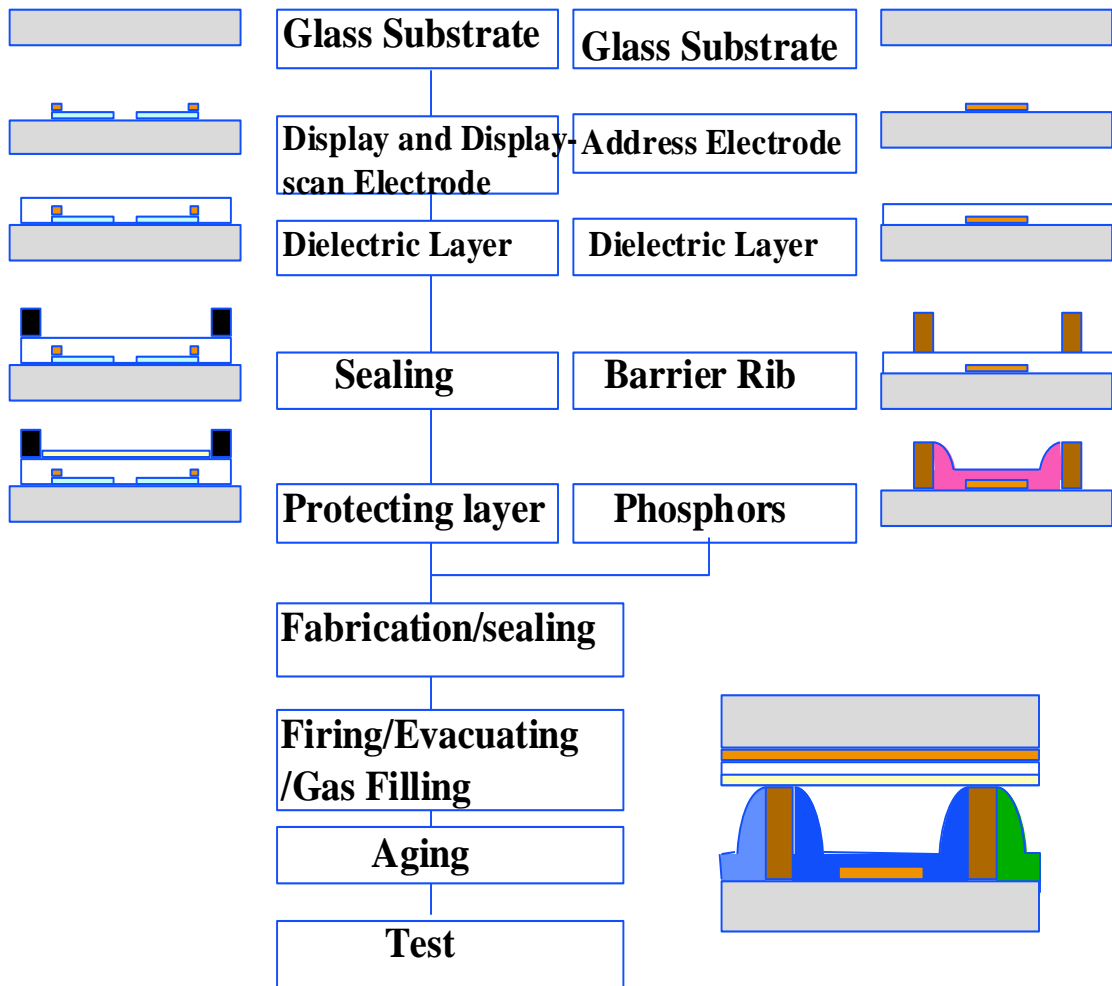 Glass Substrate
Glass Substrate
Display and Display-
scan Electrode
Address Electrode
Dielectric Layer
Dielectric Layer
Sealing
Barrier Rib
Protecting layer
Phosphors
Fabrication/sealing
Firing/Evacuating
/Gas Filling
Aging
Test